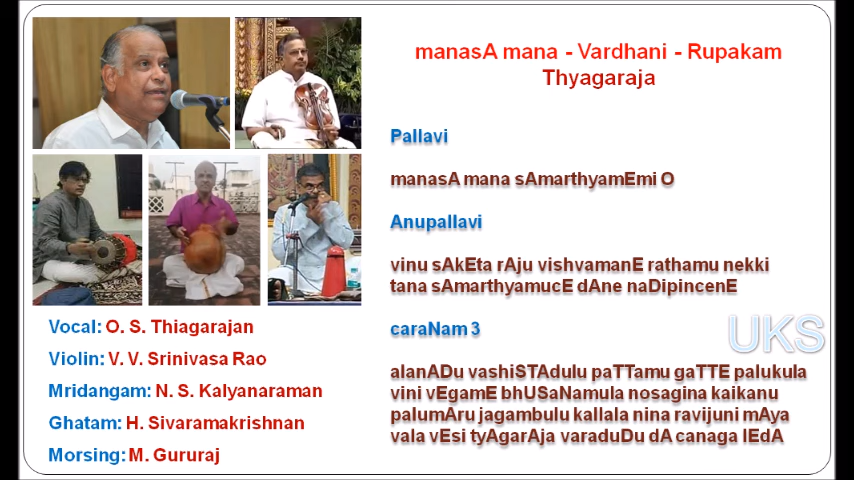 manasA mana - Vardhani - Rupakam
Thyagaraja
Pallavi
manasA mana sAmarthyamEmi O
Anupallavi
vinu sAkEta rAju vishvamanE rathamu nekki
tana sAmarthyamucE dAne naDipincenE
caraNam 3
alanADu vashiSTAdulu paTTamu gaTTE palukula
vini vEgamE bhUSaNamula nosagina kaikanu
palumAru jagambulu kallala nina ravijuni mAya
vala vEsi tyAgarAja varaduDu dA canaga lEdA
UKS
Vocal: O. S. Thiagarajan
Violin: V. V. Srinivasa Rao
Mridangam: N. S. Kalyanaraman
Ghatam: H. Sivaramakrishnan
Morsing: M. Gururaj